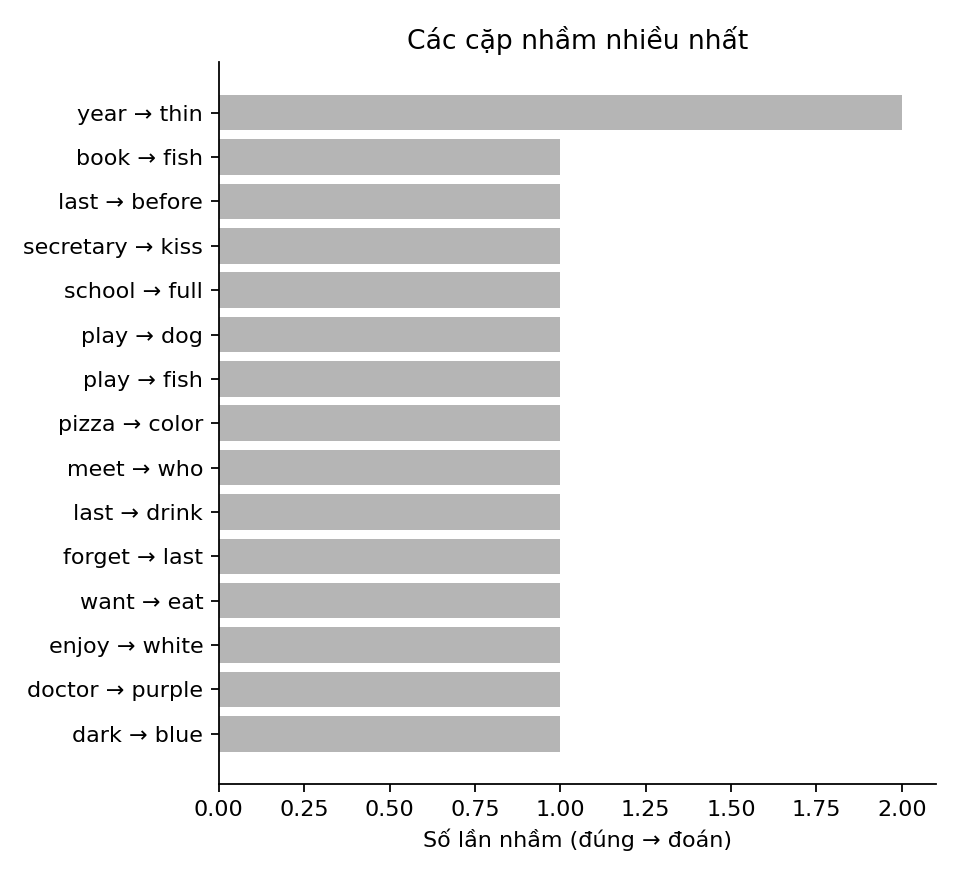 Các cặp nhầm nhiều nhất
year → thin
book → fish
last → before
secretary → kiss
school → full
play → dog
play → fish
pizza → color
meet → who
last → drink
forget → last
want → eat
enjoy → white
doctor → purple
dark → blue
0.00 0.25 0.50 0.75 1.00 1.25 1.50 1.75 2.00
Số lần nhầm (đúng → đoán)